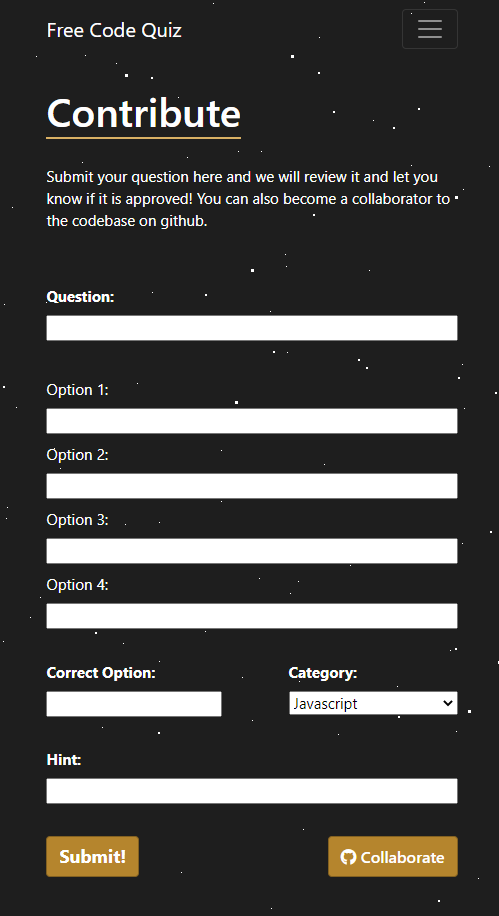 Free Code Quiz
Contribute
Submit your question here and we will review it and let you
know if it is approved! You can also become a collaborator to
the codebase on github.
Question:
Option 1:
Option 2:
Option 3:
Option 4:
Correct Option:
Category:
Javascript
Hint:
Submit!
Collaborate